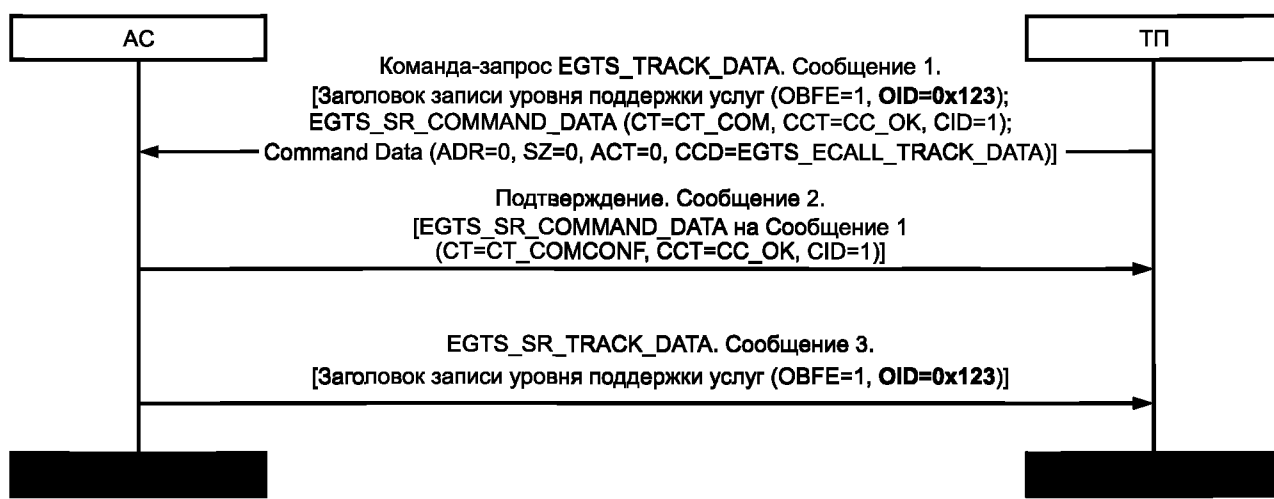 АС
ТП
Команда-запрос EGTS_TRACK_DATA. Сообщение 1.
[Заголовок записи уровня поддержки услуг (OBFE=1, OID=0x123);
EGTS_SR_COMMAND_DATA (CT=CT_COM, CCT=CC_OK, CID=1);
Command Data (ADR=0, SZ=0, ACT=0, CCD=EGTS_ECALL_TRACK_DATA)]
Подтверждение. Сообщение 2.
[EGTS_SR_COMMAND_DATA на Сообщение 1
(CT=CT_COMCONF, CCT=CC_OK, CID=1)]
EGTS_SR_TRACK_DATA. Сообщение 3.
[Заголовок записи уровня поддержки услуг (OBFE=1, OID=0x123)]